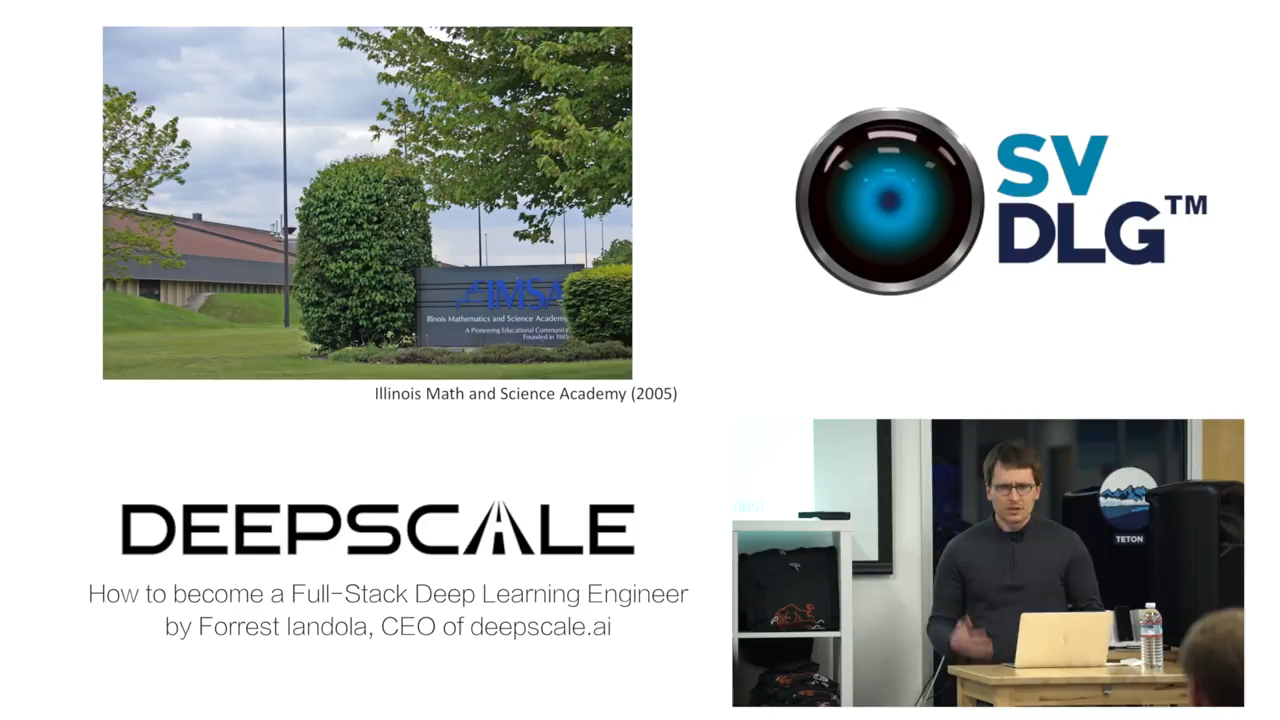 IMSA
Illinois Mathematics and Science Academy
A Pioneering Educational Community
Illinois Math and Science Academy (2005)
SV
DLG™
DEEPSCALE
How to become a Full-Stack Deep Learning Engineer
by Forrest Iandola, CEO of deepscale.ai
TETON